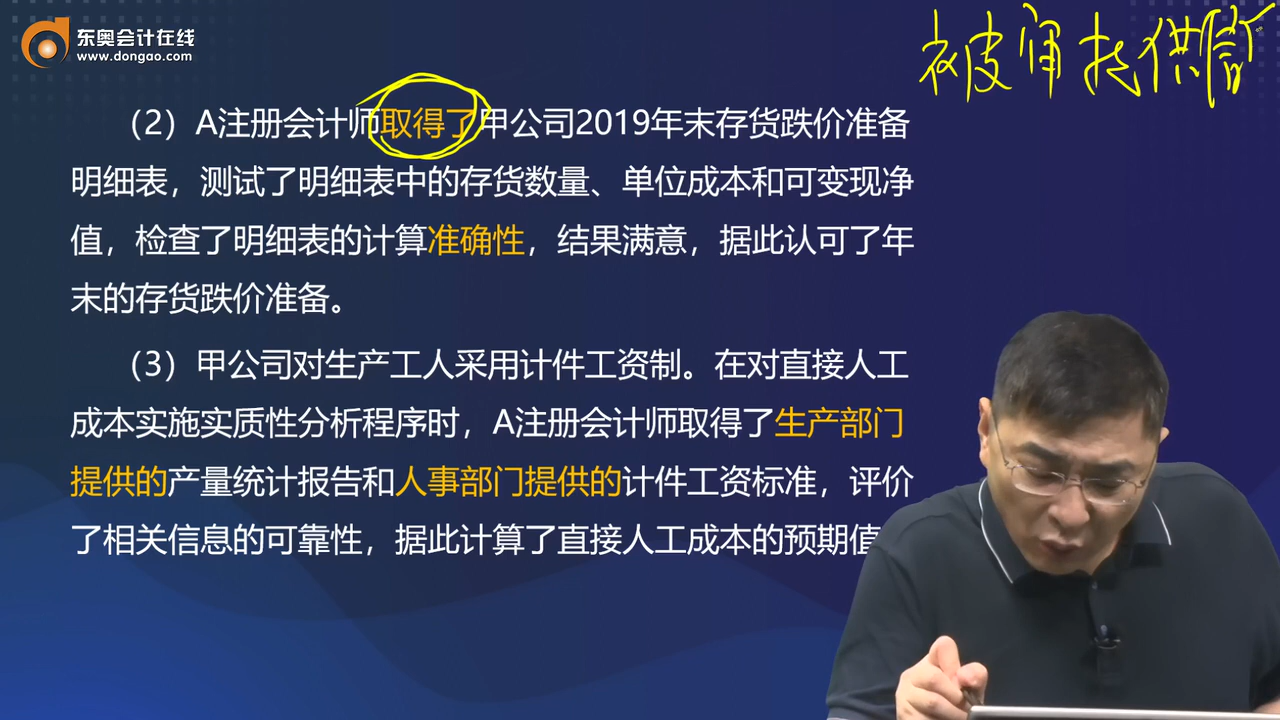 东奥会计在线
www.dongao.com
被审提供信
（2）A注册会计师取得了甲公司2019年末存货跌价准备
明细表，测试了明细表中的存货数量、单位成本和可变现净
值，检查了明细表的计算准确性，结果满意，据此认可了年
末的存货跌价准备。
（3）甲公司对生产工人采用计件工资制。在对直接人工
成本实施实质性分析程序时，A注册会计师取得了生产部门
提供的产量统计报告和人事部门提供的计件工资标准，评价
了相关信息的可靠性，据此计算了直接人工成本的预期值